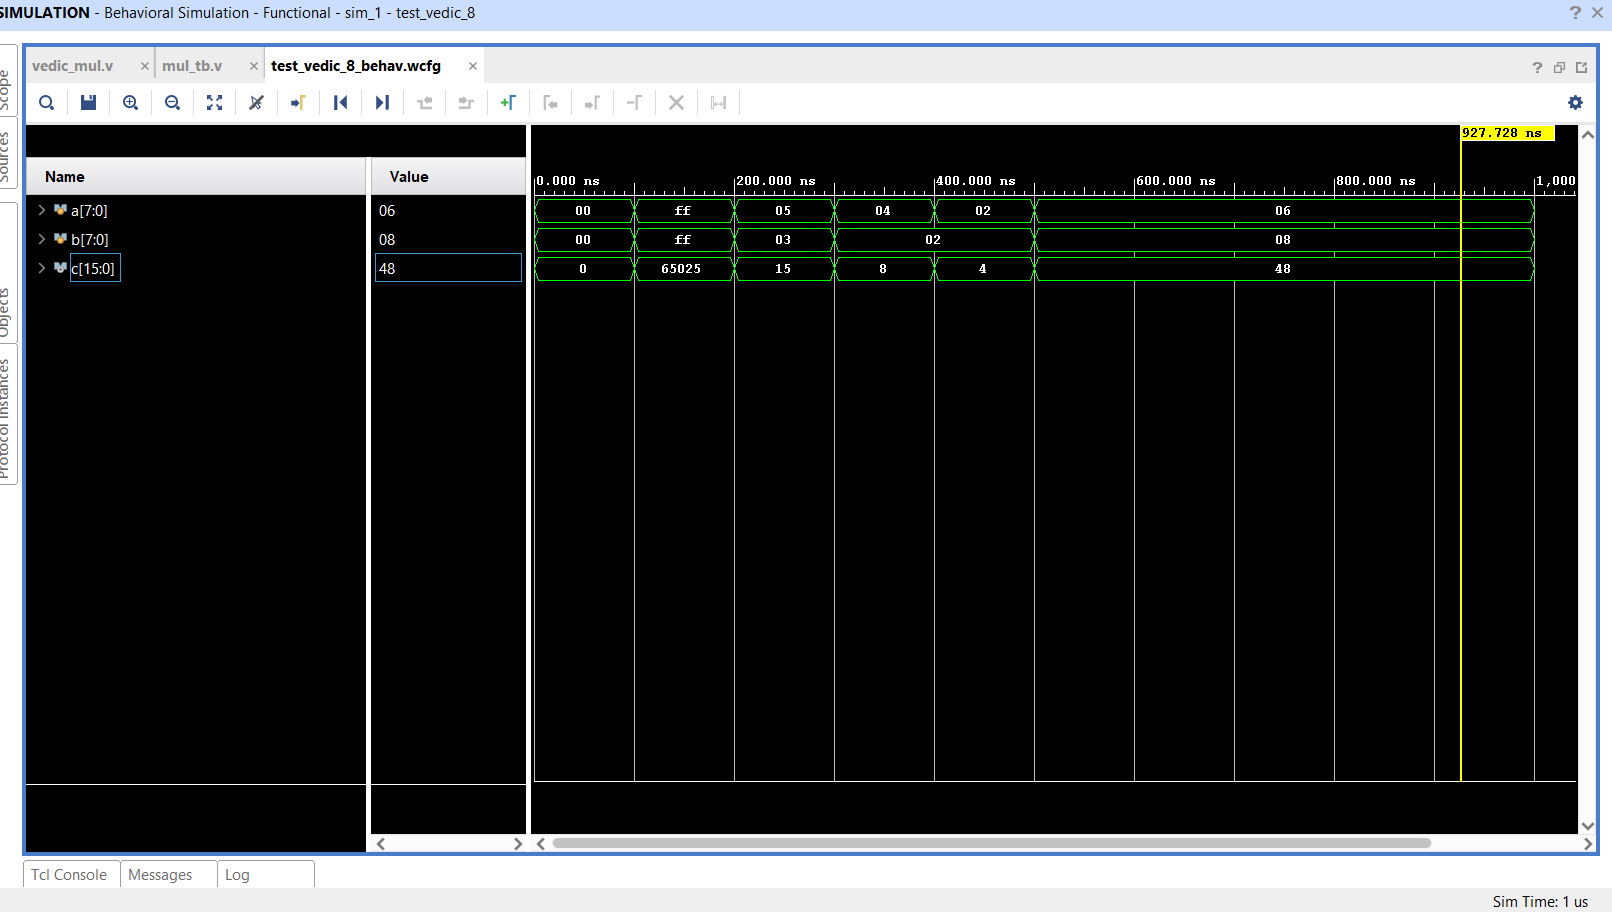 SIMULATION - Behavioral Simulation - Functional - sim_1 - test_vedic_8
Scope
Sources
Objects
Protocol Instances
vedic_mul.v
mul_tb.v
test_vedic_8_behav.wcfg
927.728 ns
Name Value
0.000 ns 200.000 ns 400.000 ns 600.000 ns 800.000 ns 1,000
a[7:0] 06 00 ff 05 04 02 06
b[7:0] 08 00 ff 03 02 08
c[15:0] 48 0 65025 15 8 4 48
Tcl Console Messages Log
Sim Time: 1 us